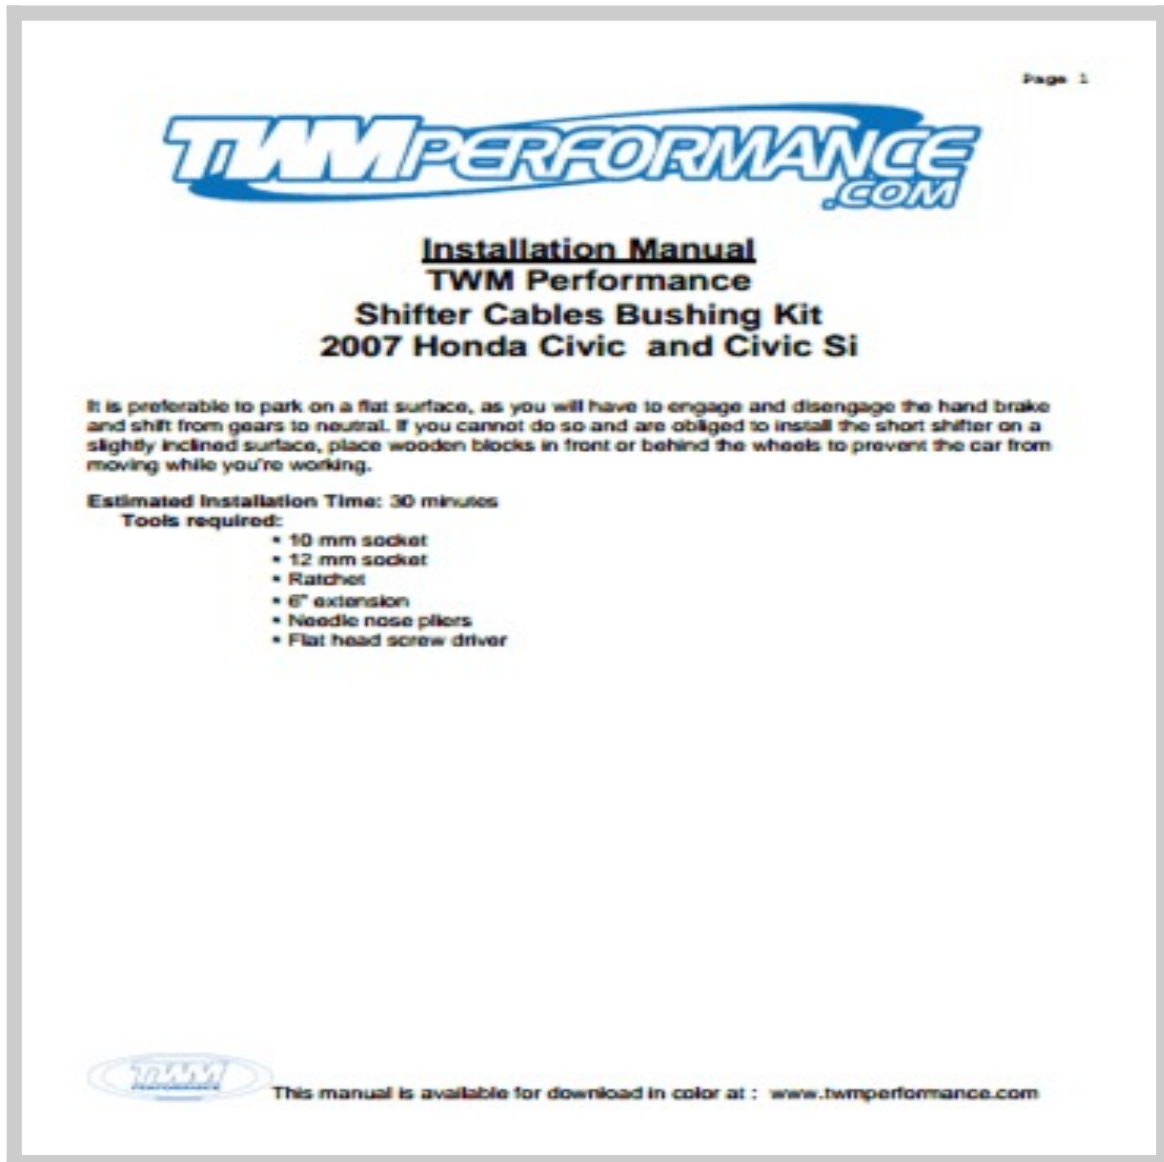 Page 1
TWMPERFORMANCE
.COM
Installation Manual
TWM Performance
Shifter Cables Bushing Kit
2007 Honda Civic and Civic Si
It is preferable to park on a flat surface, as you will have to engage and disengage the hand brake
and shift from gears to neutral. If you cannot do so and are obliged to install the short shifter on a
slightly inclined surface, place wooden blocks in front or behind the wheels to prevent the car from
moving while you're working.
Estimated Installation Time: 30 minutes
Tools required:
• 10 mm socket
• 12 mm socket
• Ratchet
• 6" extension
• Needle nose pliers
• Flat head screw driver
TWM
PERFORMANCE
This manual is available for download in color at : www.twmperformance.com